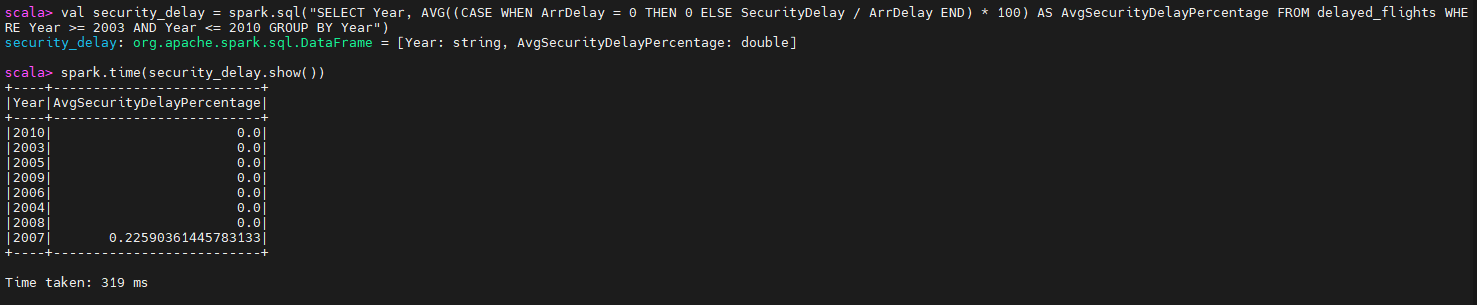 scala> val security_delay = spark.sql("SELECT Year, AVG((CASE WHEN ArrDelay = 0 THEN 0 ELSE SecurityDelay / ArrDelay END) * 100) AS AvgSecurityDelayPercentage FROM delayed_flights WHE
RE Year >= 2003 AND Year <= 2010 GROUP BY Year")
security_delay: org.apache.spark.sql.DataFrame = [Year: string, AvgSecurityDelayPercentage: double]
scala> spark.time(security_delay.show())
+----+--------------------------+
|Year|AvgSecurityDelayPercentage|
+----+--------------------------+
|2010|                       0.0|
|2003|                       0.0|
|2005|                       0.0|
|2009|                       0.0|
|2006|                       0.0|
|2004|                       0.0|
|2008|                       0.0|
|2007|       0.22590361445783133|
+----+--------------------------+
Time taken: 319 ms